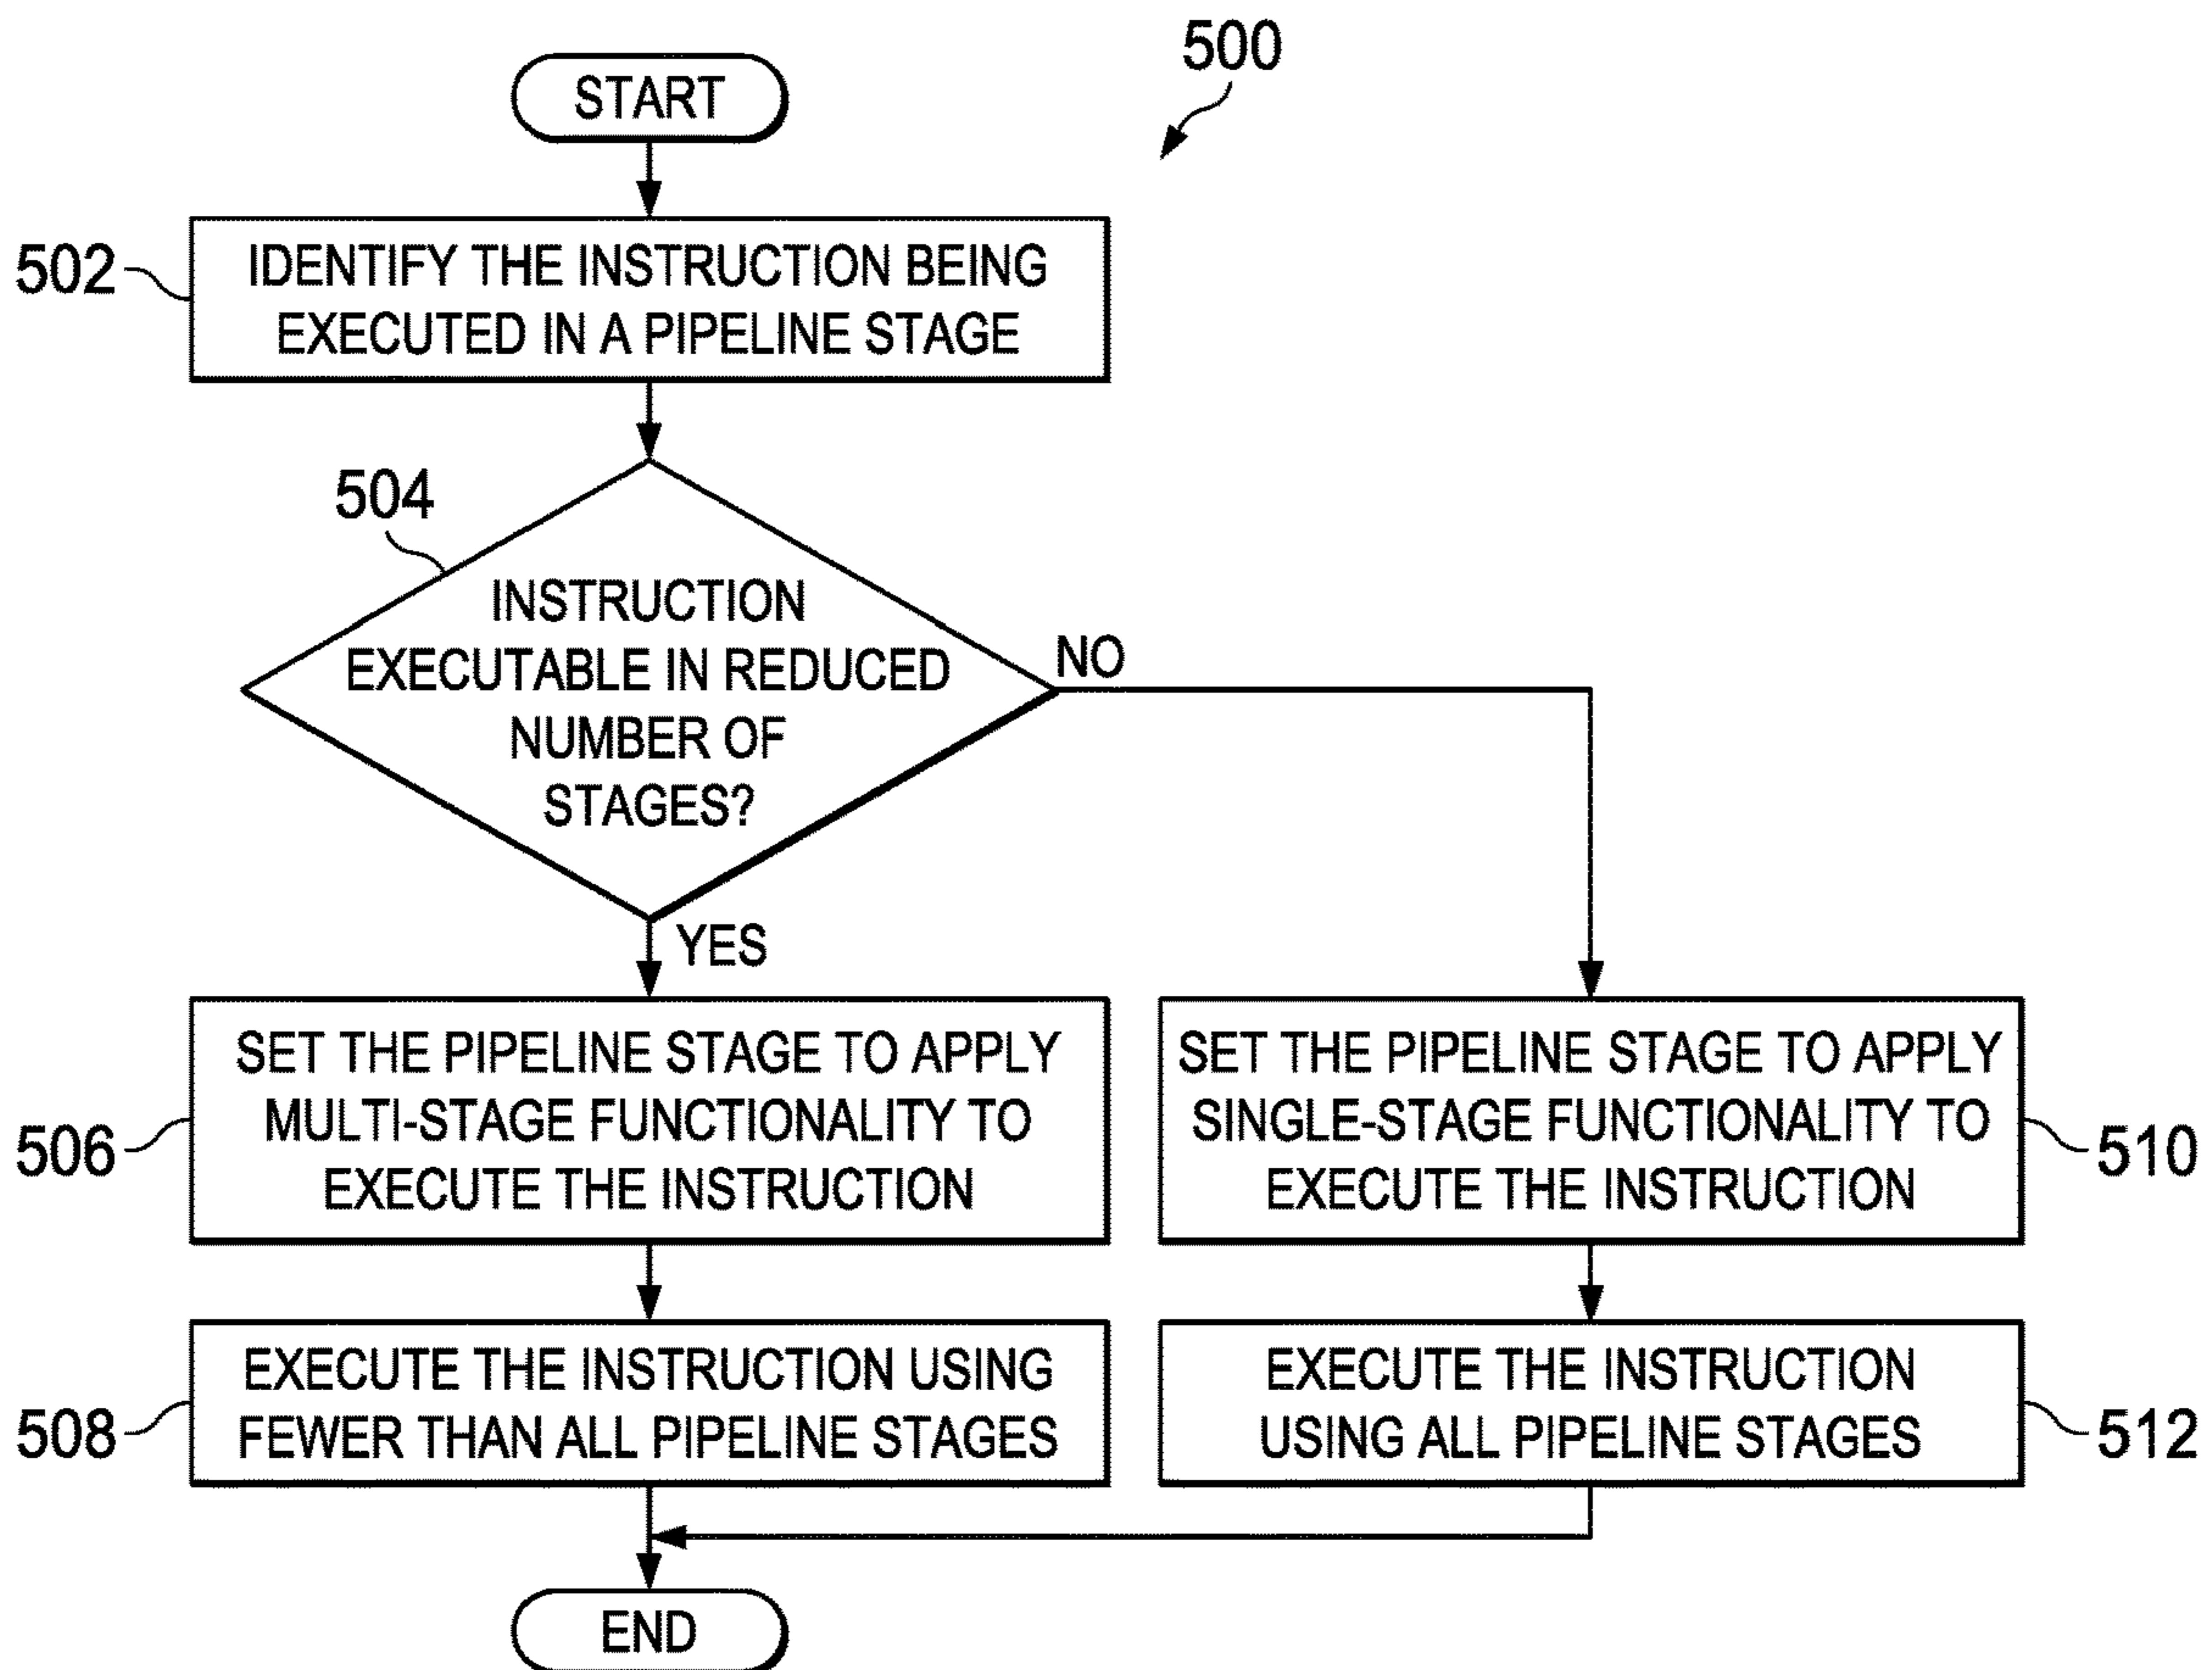 500
START
502
IDENTIFY THE INSTRUCTION BEING
EXECUTED IN A PIPELINE STAGE
504
INSTRUCTION
EXECUTABLE IN REDUCED
NUMBER OF
STAGES?
NO
YES
506
SET THE PIPELINE STAGE TO APPLY
MULTI-STAGE FUNCTIONALITY TO
EXECUTE THE INSTRUCTION
SET THE PIPELINE STAGE TO APPLY
SINGLE-STAGE FUNCTIONALITY TO
EXECUTE THE INSTRUCTION
510
508
EXECUTE THE INSTRUCTION USING
FEWER THAN ALL PIPELINE STAGES
EXECUTE THE INSTRUCTION
USING ALL PIPELINE STAGES
512
END